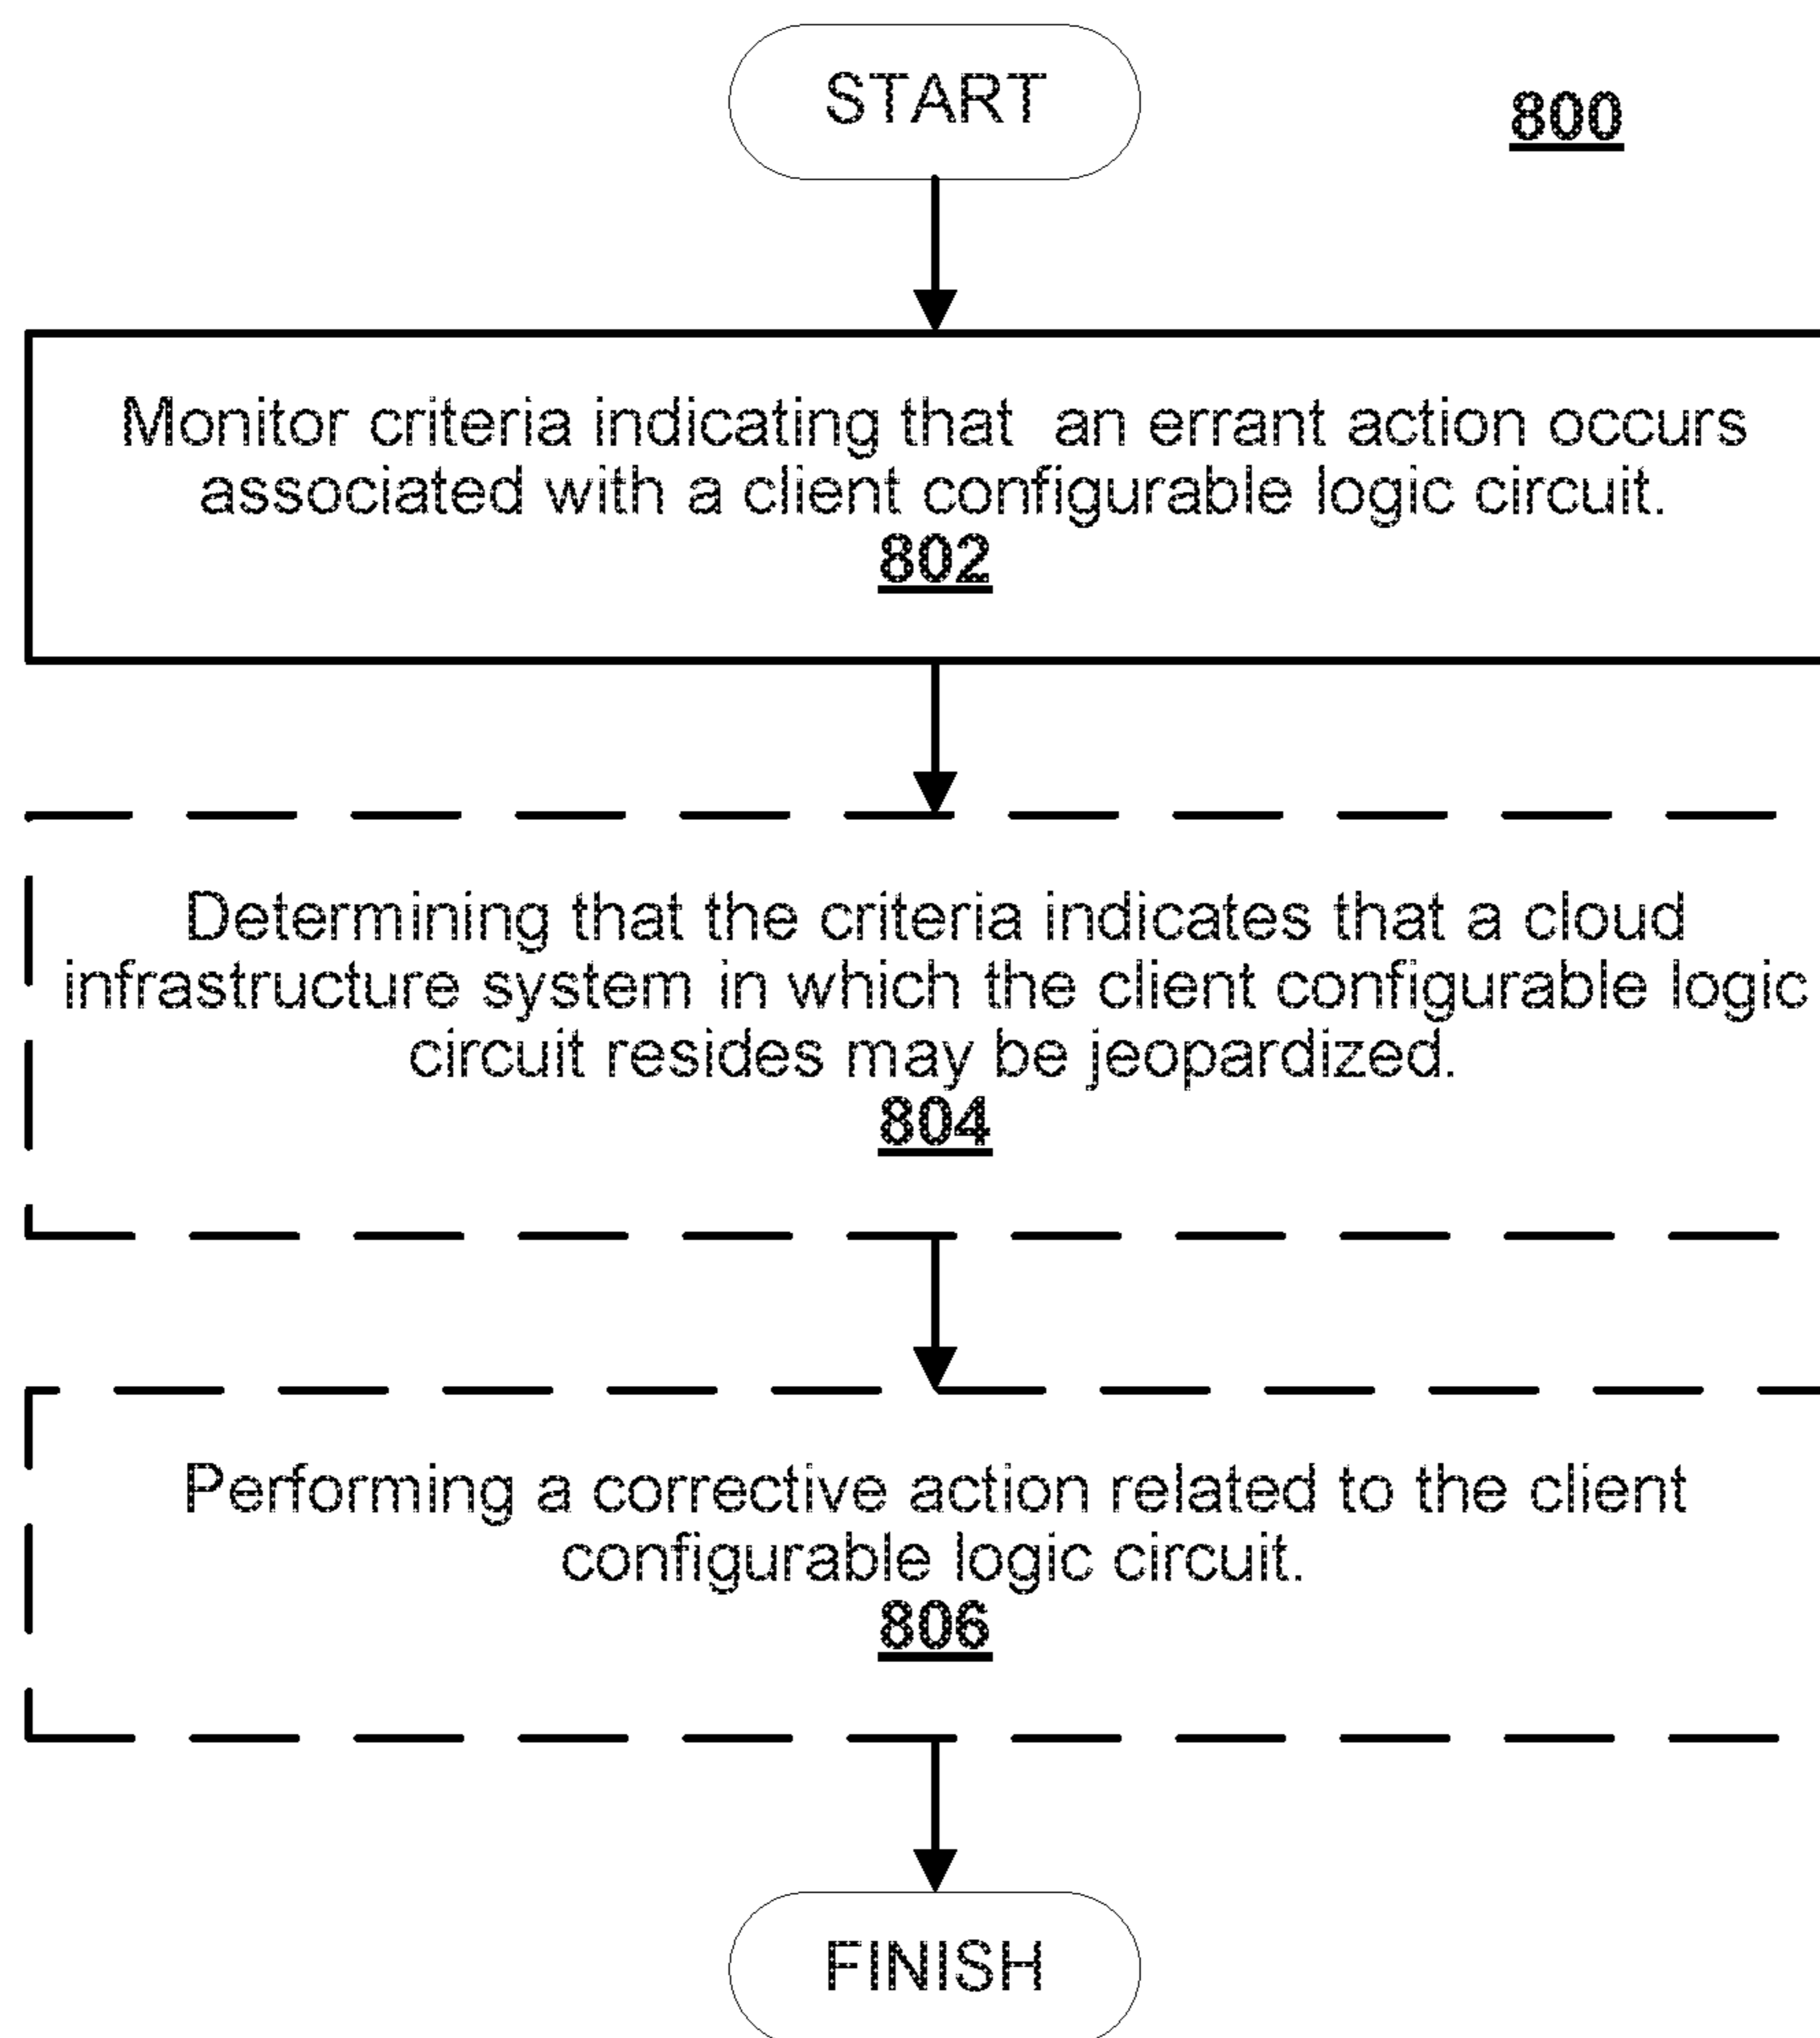 START
800
Monitor criteria indicating that an errant action occurs
associated with a client configurable logic circuit.
802
Determining that the criteria indicates that a cloud
infrastructure system in which the client configurable logic
circuit resides may be jeopardized.
804
Performing a corrective action related to the client
configurable logic circuit.
806
FINISH